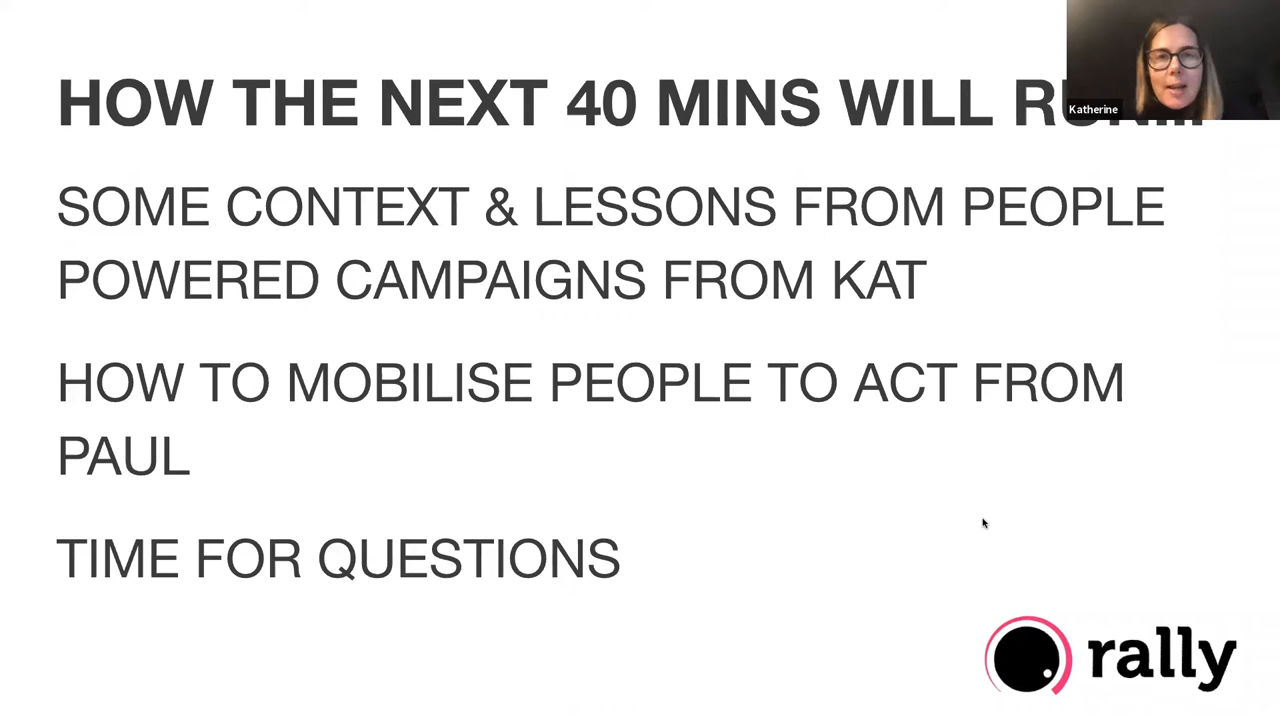 HOW THE NEXT 40 MINS WILL
Katherine
SOME CONTEXT & LESSONS FROM PEOPLE
POWERED CAMPAIGNS FROM KAT
HOW TO MOBILISE PEOPLE TO ACT FROM
PAUL
TIME FOR QUESTIONS
rally